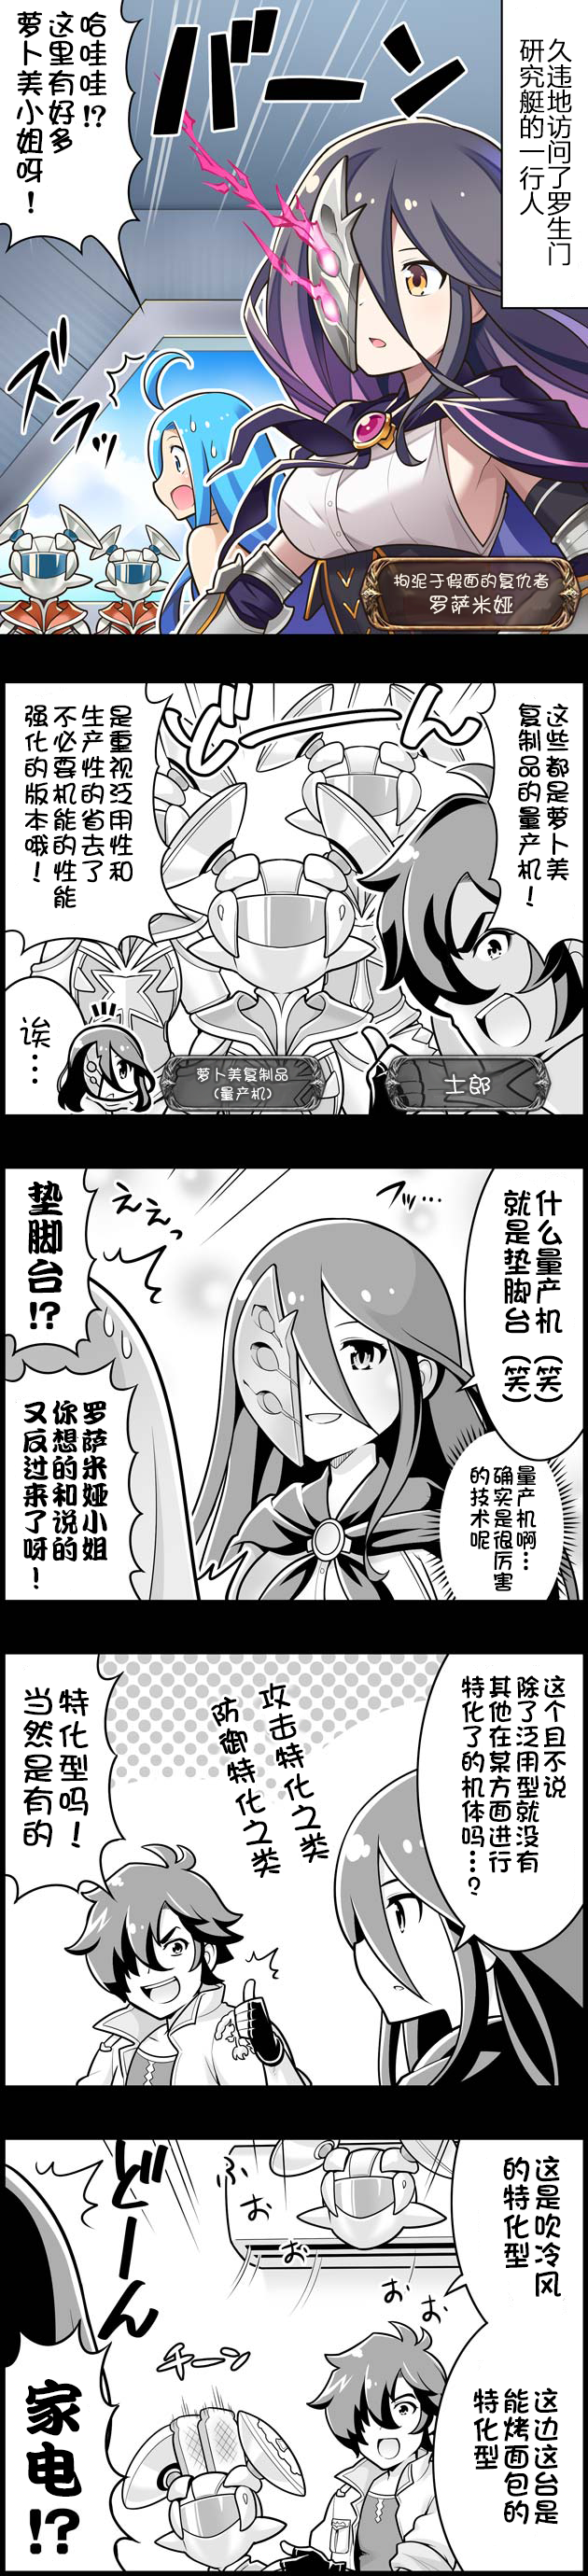 久违地访问了罗生门
研究艇的一行人
バーン
哈哇哇!?
这里有好多
萝卜美小姐呀！
ズラッ
拘泥于假面的复仇者
罗萨米娅
这些都是萝卜美
复制品的量产机！
どーーん
是重视泛用性和
生产性的省去了
不必要机能的性能
强化的版本哦！
诶…
萝卜美复制品
(量产机)
士郎
什么量产机（笑）
就是垫脚台（笑）
フッ…
量产机啊…
确实是很厉害
的技术呢
ええっ
垫脚台!?
罗萨米娅小姐
你想的和说的
又反过来了呀！
这个且不说
除了泛用型就没有
其他在某方面进行
特化了的机体吗…？
攻击特化之类
防御特化之类
特化型吗！
当然是有的
这是吹冷风
的特化型
ふおおおお
どーーん
这边这台是
能烤面包的
特化型
チーン
家电!?